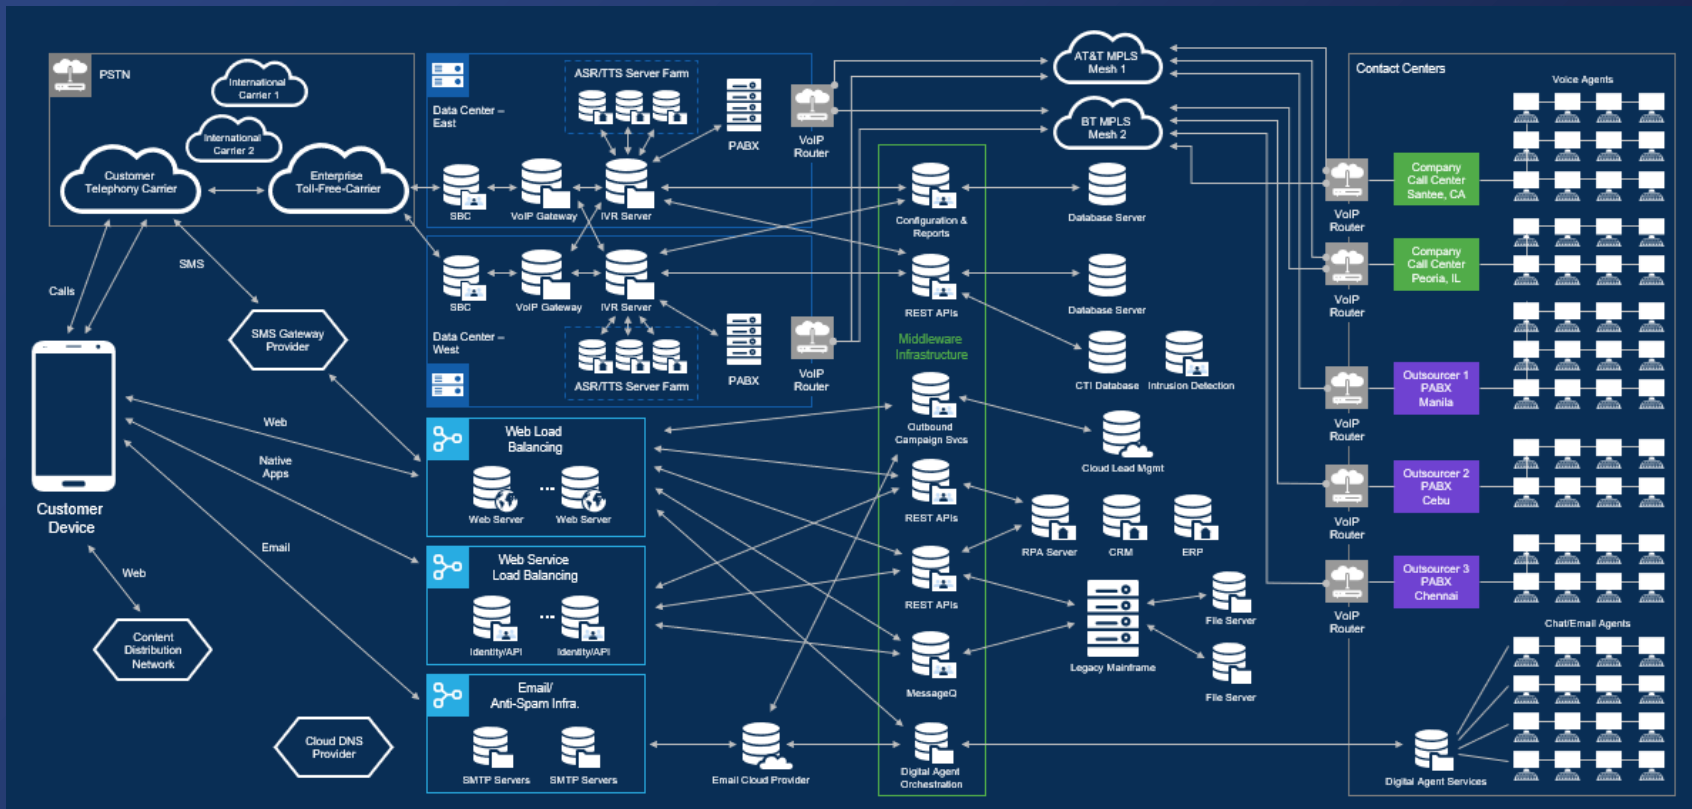 PSTN
International
Carrier 1
International
Carrier 2
Customer
Telephony Carrier
Enterprise
Toll-Free-Carrier
Calls
SMS
SMS Gateway
Provider
Customer
Device
Web
Native
Apps
Email
Web
Content
Distribution
Network
Cloud DNS
Provider
Data Center –
East
ASR/TTS Server Farm
PABX
VoIP
Router
SBC
VoIP Gateway
IVR Server
SBC
VoIP Gateway
IVR Server
Data Center –
West
ASR/TTS Server Farm
PABX
VoIP
Router
Web Load
Balancing
...
Web Server
Web Server
Web Service
Load Balancing
...
Identity/API
Identity/API
Email/
Anti-Spam Infra.
SMTP Servers
SMTP Servers
Email Cloud Provider
Configuration &
Reports
REST APIs
Middleware
Infrastructure
Outbound
Campaign Svcs
REST APIs
REST APIs
MessageQ
Digital Agent
Orchestration
AT&T MPLS
Mesh 1
BT MPLS
Mesh 2
Database Server
Database Server
CTI Database
Intrusion Detection
Cloud Lead Mgmt
RPA Server
CRM
ERP
Legacy Mainframe
File Server
File Server
Contact Centers
Voice Agents
VoIP
Router
Company
Call Center
Santee, CA
VoIP
Router
Company
Call Center
Peoria, IL
VoIP
Router
Outsourcer 1
PABX
Manila
VoIP
Router
Outsourcer 2
PABX
Cebu
VoIP
Router
Outsourcer 3
PABX
Chennai
Chat/Email Agents
Digital Agent Services